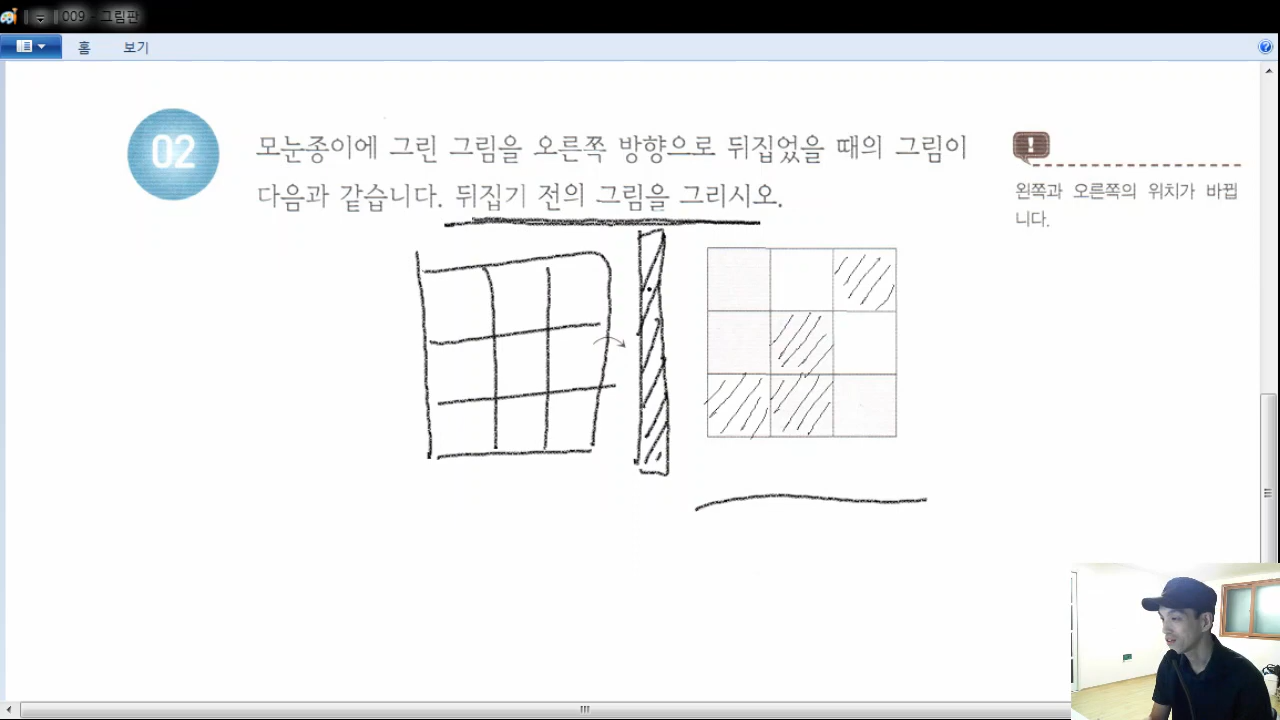 009 - 그림판
홈 보기
02
모눈종이에 그린 그림을 오른쪽 방향으로 뒤집었을 때의 그림이
다음과 같습니다. 뒤집기 전의 그림을 그리시오.
!
왼쪽과 오른쪽의 위치가 바뀝
니다.